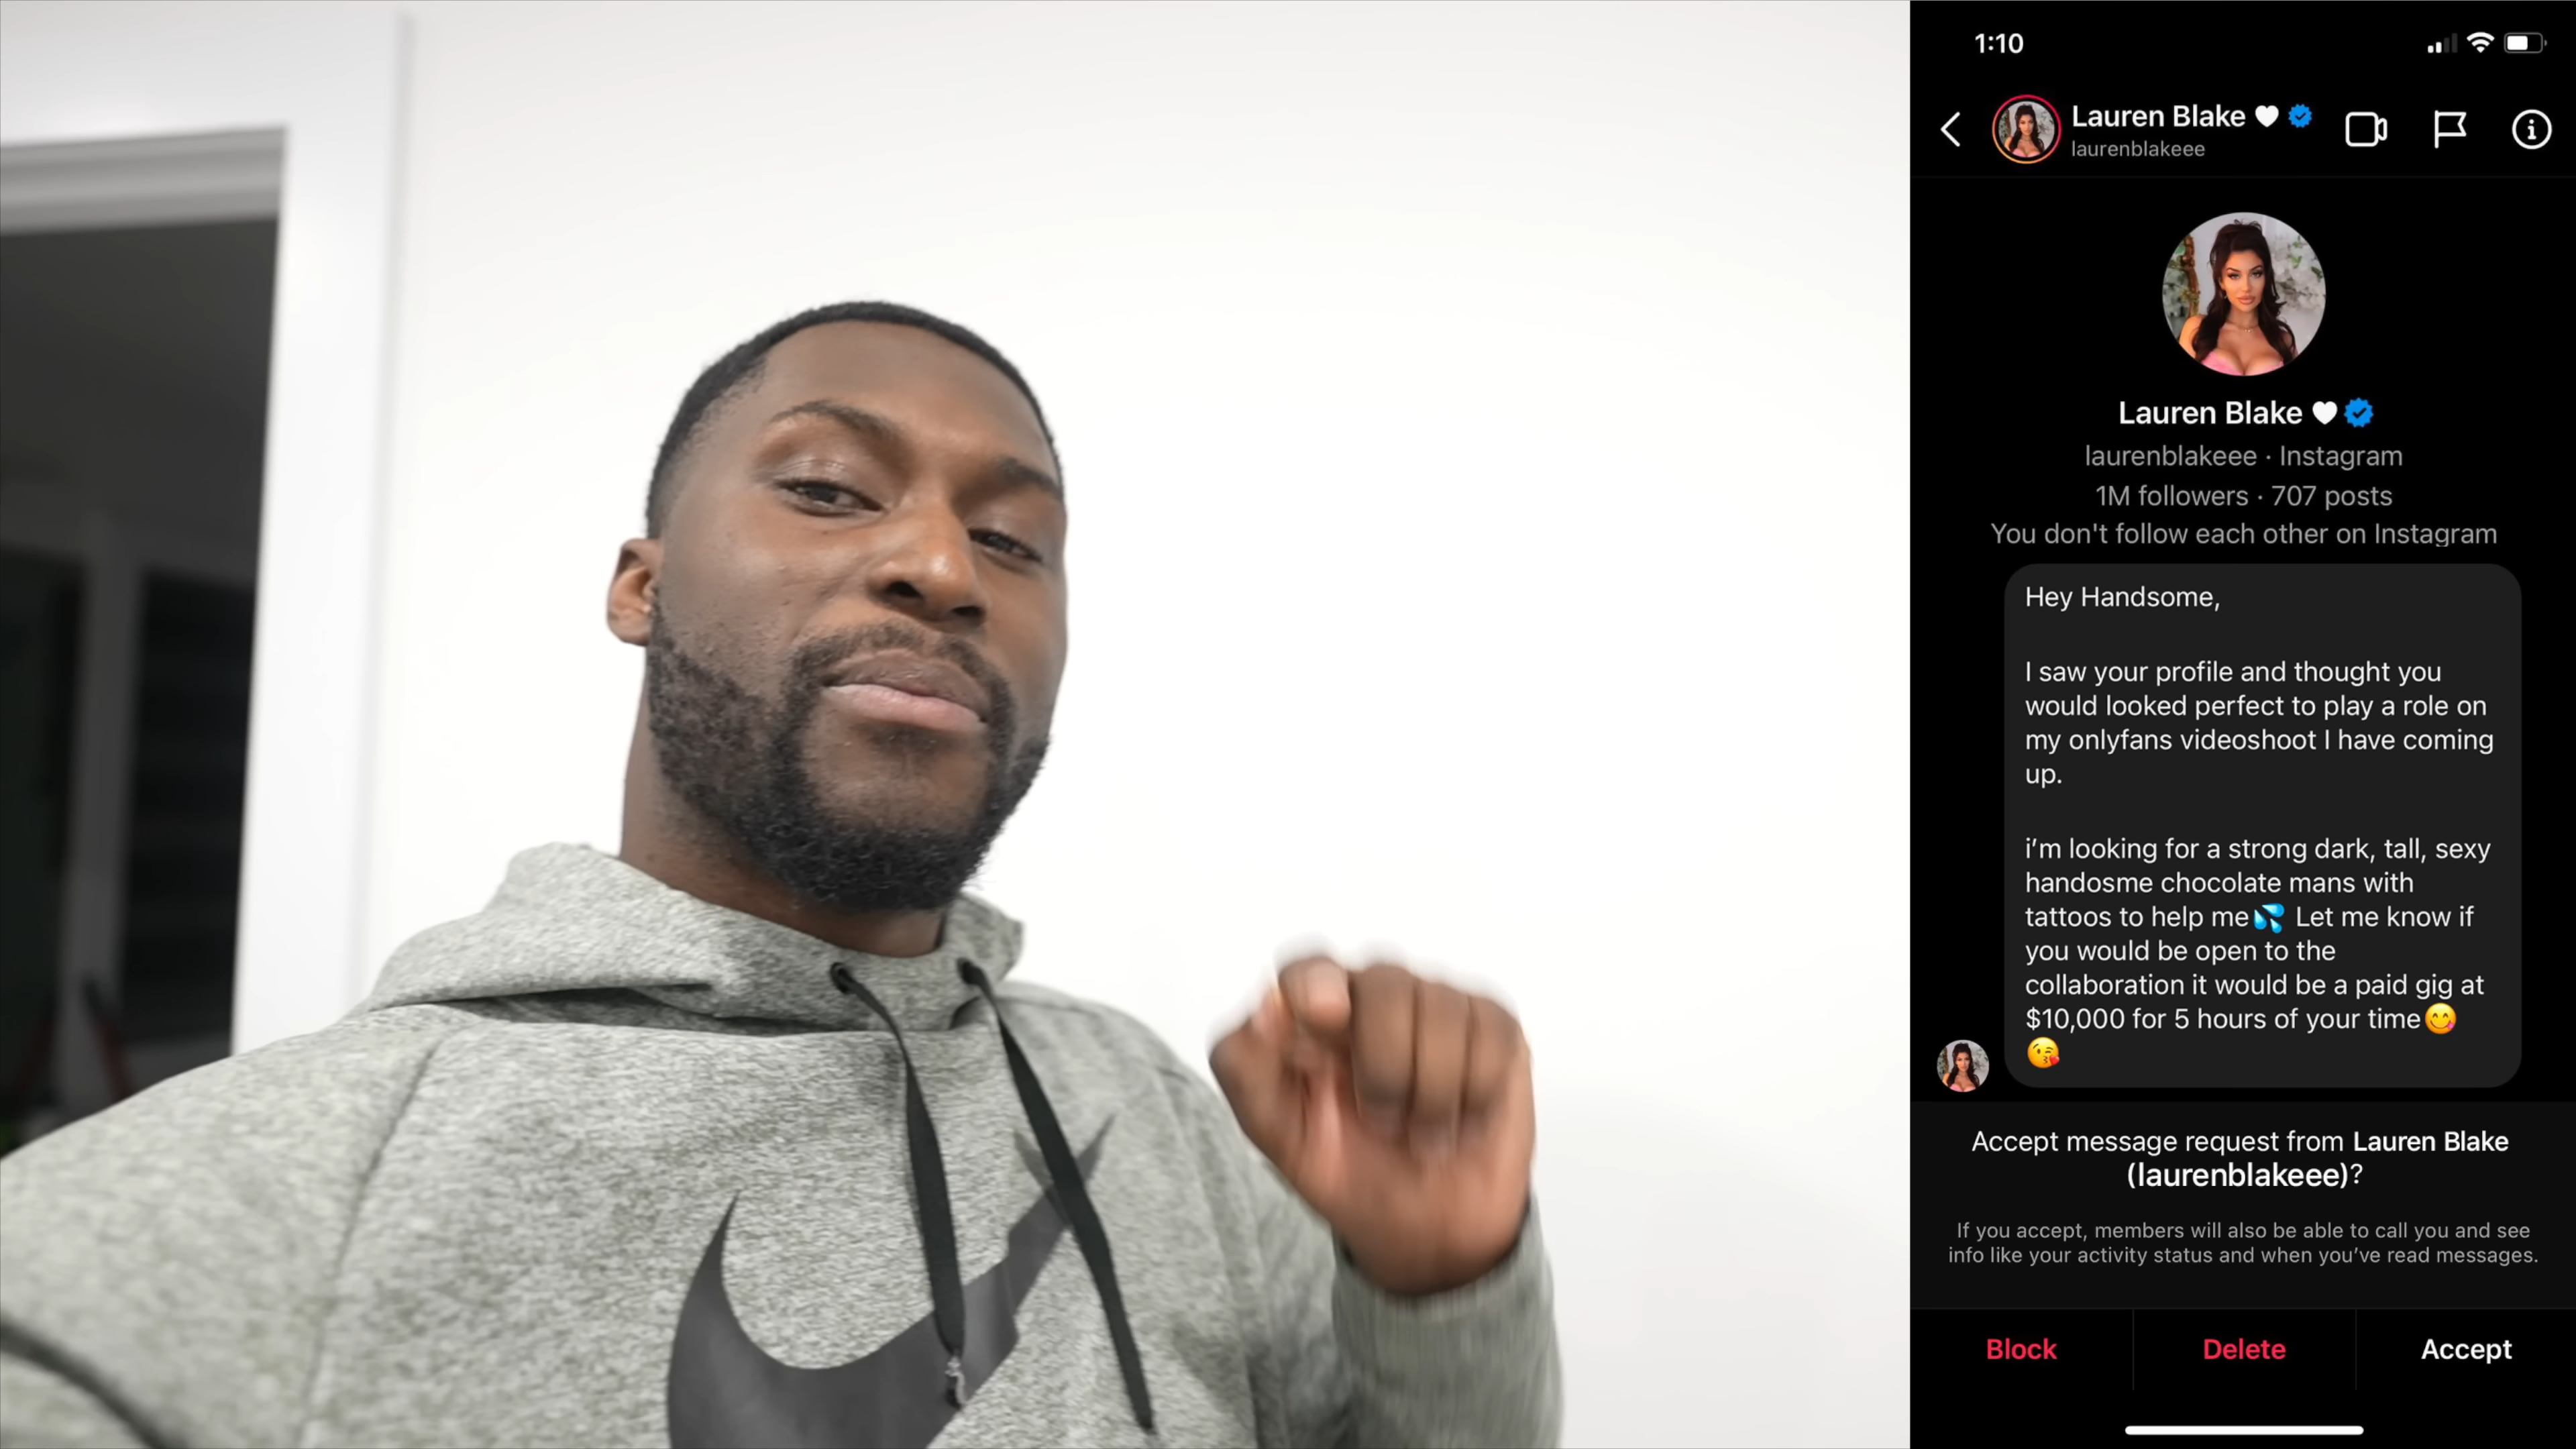 1:10
Lauren Blake 🤍
laurenblakeee
Lauren Blake 🤍
laurenblakeee · Instagram
1M followers · 707 posts
You don't follow each other on Instagram
Hey Handsome,
I saw your profile and thought you
would looked perfect to play a role on
my onlyfans videoshoot I have coming
up.
i'm looking for a strong dark, tall, sexy
handosme chocolate mans with
tattoos to help me💦 Let me know if
you would be open to the
collaboration it would be a paid gig at
$10,000 for 5 hours of your time😋
😘
Accept message request from Lauren Blake
(laurenblakeee)?
If you accept, members will also be able to call you and see
info like your activity status and when you've read messages.
Block
Delete
Accept